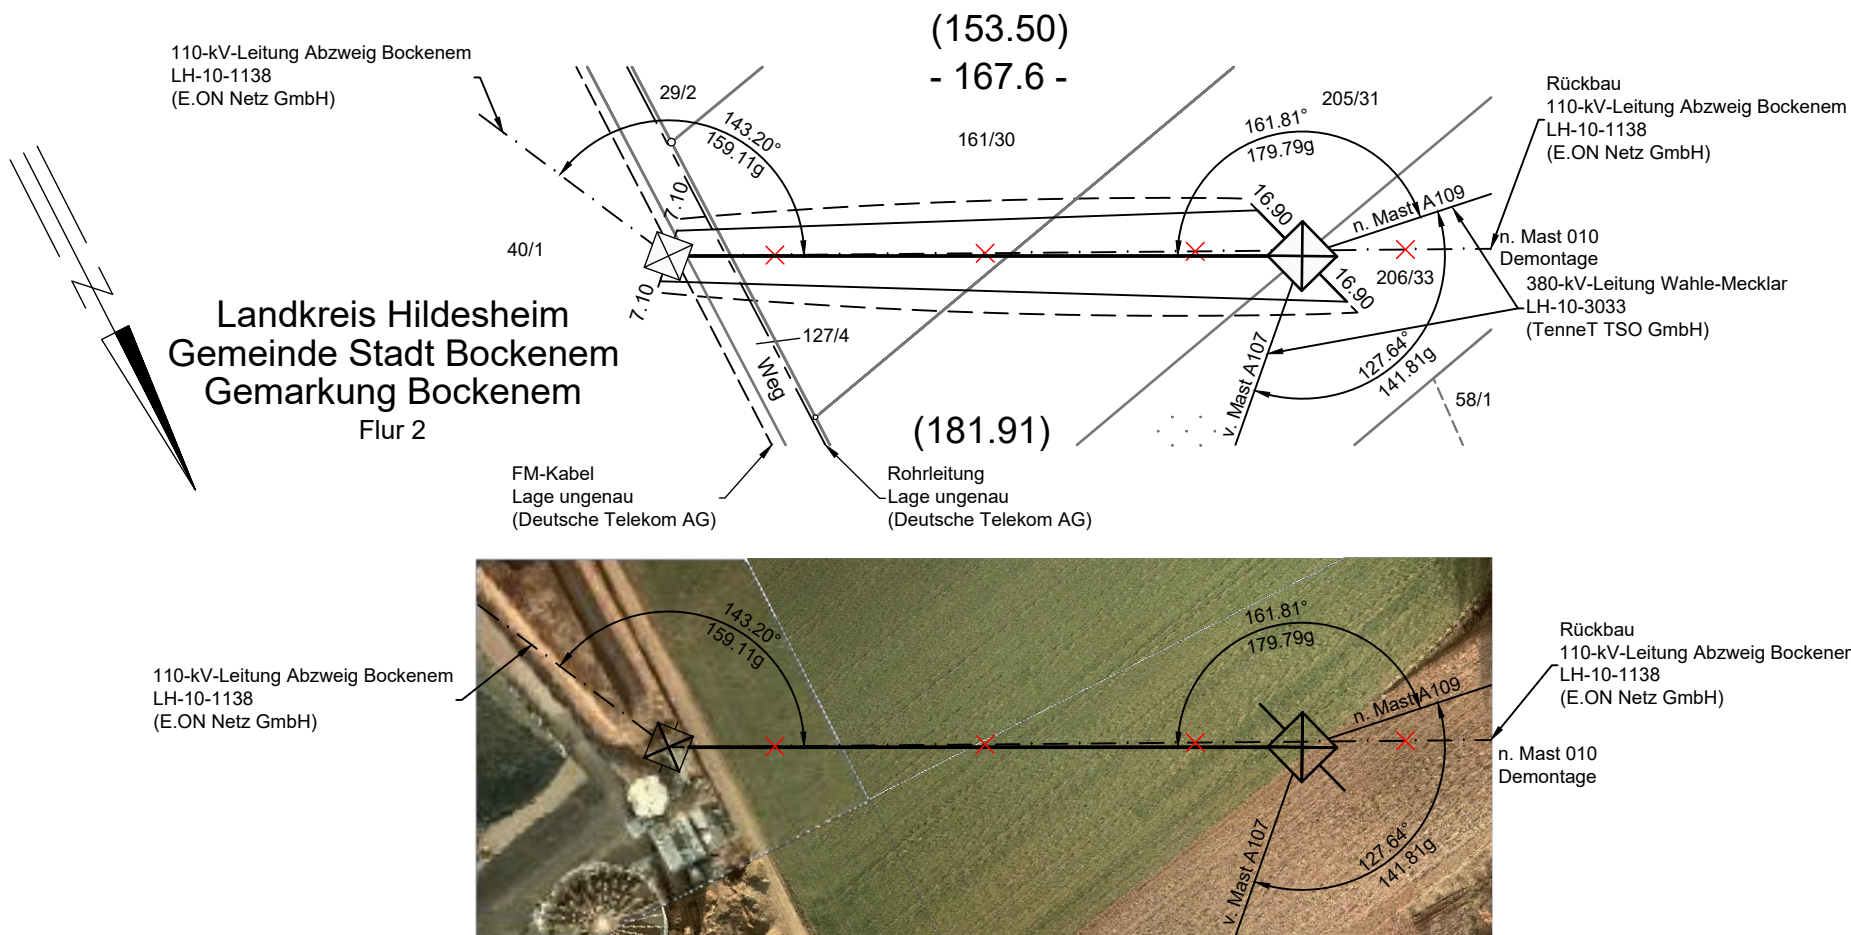 (153.50)
- 167.6 -
110-kV-Leitung Abzweig Bockenem
LH-10-1138
(E.ON Netz GmbH)
29/2
143.20°
159.11g
161/30
205/31
161.81°
179.79g
Rückbau
110-kV-Leitung Abzweig Bockenem
LH-10-1138
(E.ON Netz GmbH)
7.10
16.90
n. Mast A109
40/1
n. Mast 010
Demontage
206/33
380-kV-Leitung Wahle-Mecklar
LH-10-3033
(TenneT TSO GmbH)
7.10
16.90
Landkreis Hildesheim
Gemeinde Stadt Bockenem
Gemarkung Bockenem
Flur 2
127/4
Weg
v. Mast A107
127.64°
141.81g
58/1
(181.91)
FM-Kabel
Lage ungenau
(Deutsche Telekom AG)
Rohrleitung
Lage ungenau
(Deutsche Telekom AG)
143.20°
159.11g
161.81°
179.79g
110-kV-Leitung Abzweig Bockenem
LH-10-1138
(E.ON Netz GmbH)
Rückbau
110-kV-Leitung Abzweig Bockener
LH-10-1138
(E.ON Netz GmbH)
n. Mast A109
n. Mast 010
Demontage
v. Mast A107
127.64°
141.81g